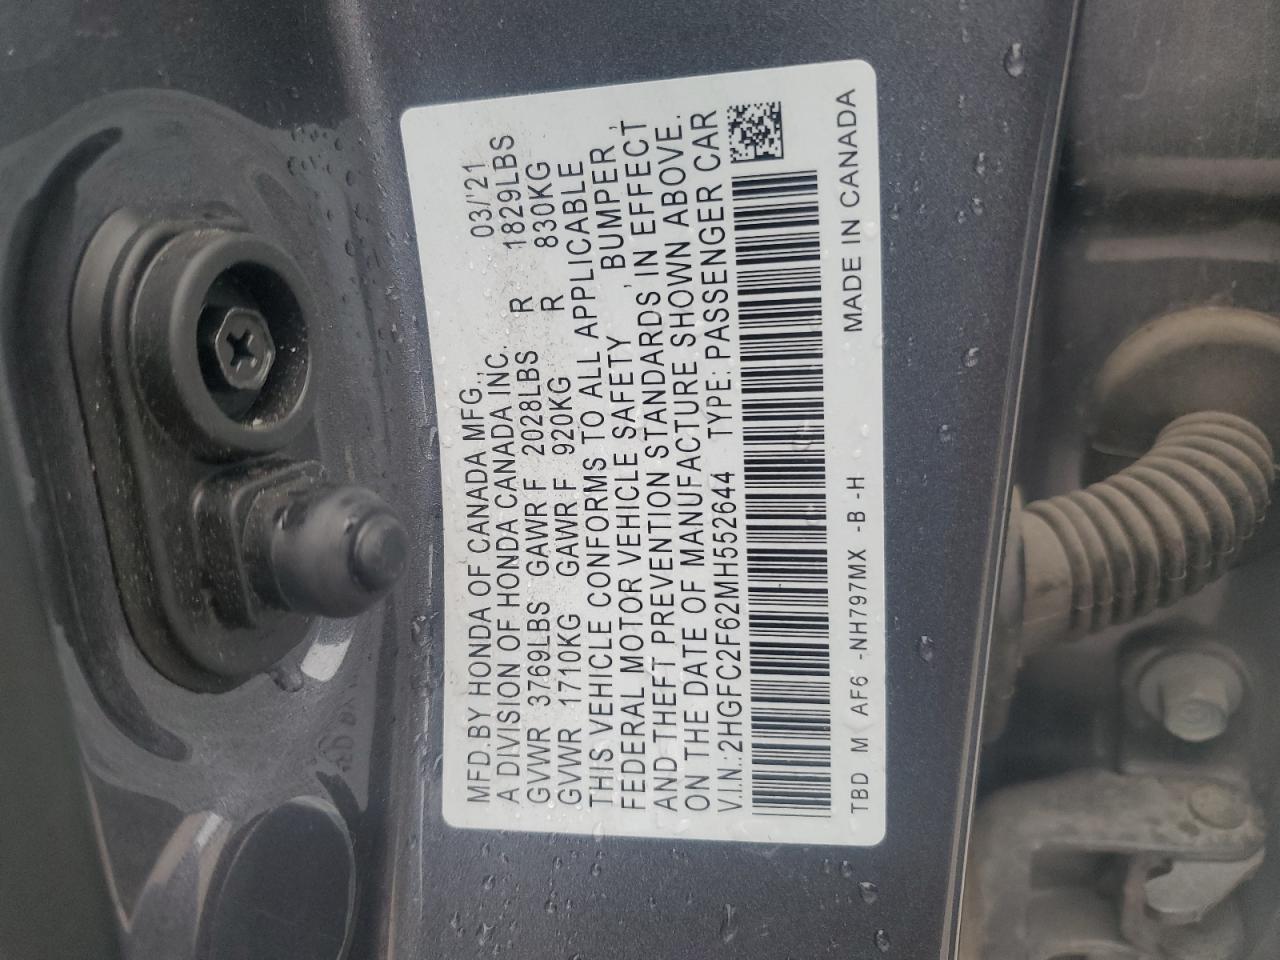 MFD.BY HONDA OF CANADA MFG., 03/'21
A DIVISION OF HONDA CANADA INC.
GVWR 3769LBS GAWR F 2028LBS R 1829LBS
GVWR 1710KG GAWR F 920KG R 830KG
THIS VEHICLE CONFORMS TO ALL APPLICABLE
FEDERAL MOTOR VEHICLE SAFETY, BUMPER,
AND THEFT PREVENTION STANDARDS IN EFFECT
ON THE DATE OF MANUFACTURE SHOWN ABOVE.
V.I.N.:2HGFC2F62MH552644 TYPE:PASSENGER CAR
TBD M AF6 -NH797MX -B -H MADE IN CANADA